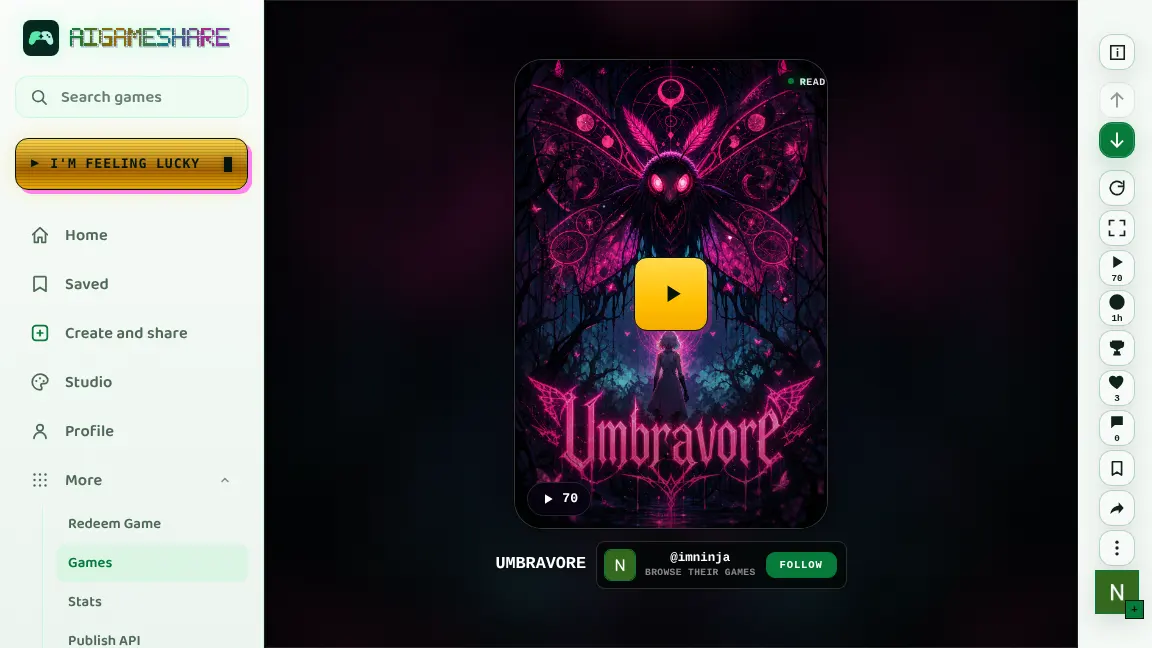 AIGAMESHARE
Search games
I'M FEELING LUCKY
Home
Saved
Create and share
Studio
Profile
More
Redeem Game
Games
Stats
Publish API
READ
Umbravore
70
UMBRAVORE
N
@imninja
BROWSE THEIR GAMES
FOLLOW
70
1h
3
0
N
+